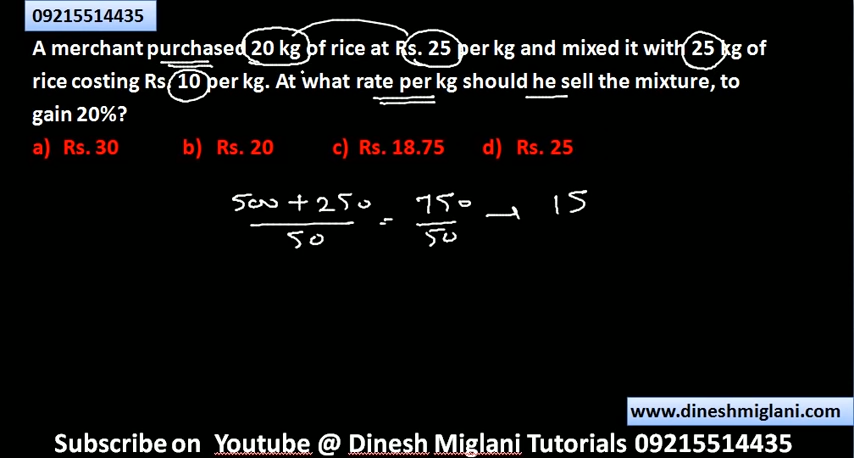 09215514435
A merchant purchased 20 kg of rice at Rs. 25 per kg and mixed it with 25 kg of
rice costing Rs. 10 per kg. At what rate per kg should he sell the mixture, to
gain 20%?
a) Rs. 30 b) Rs. 20 c) Rs. 18.75 d) Rs. 25
500 + 250 = 750 → 15
50 50
www.dineshmiglani.com
Subscribe on Youtube @ Dinesh Miglani Tutorials 09215514435